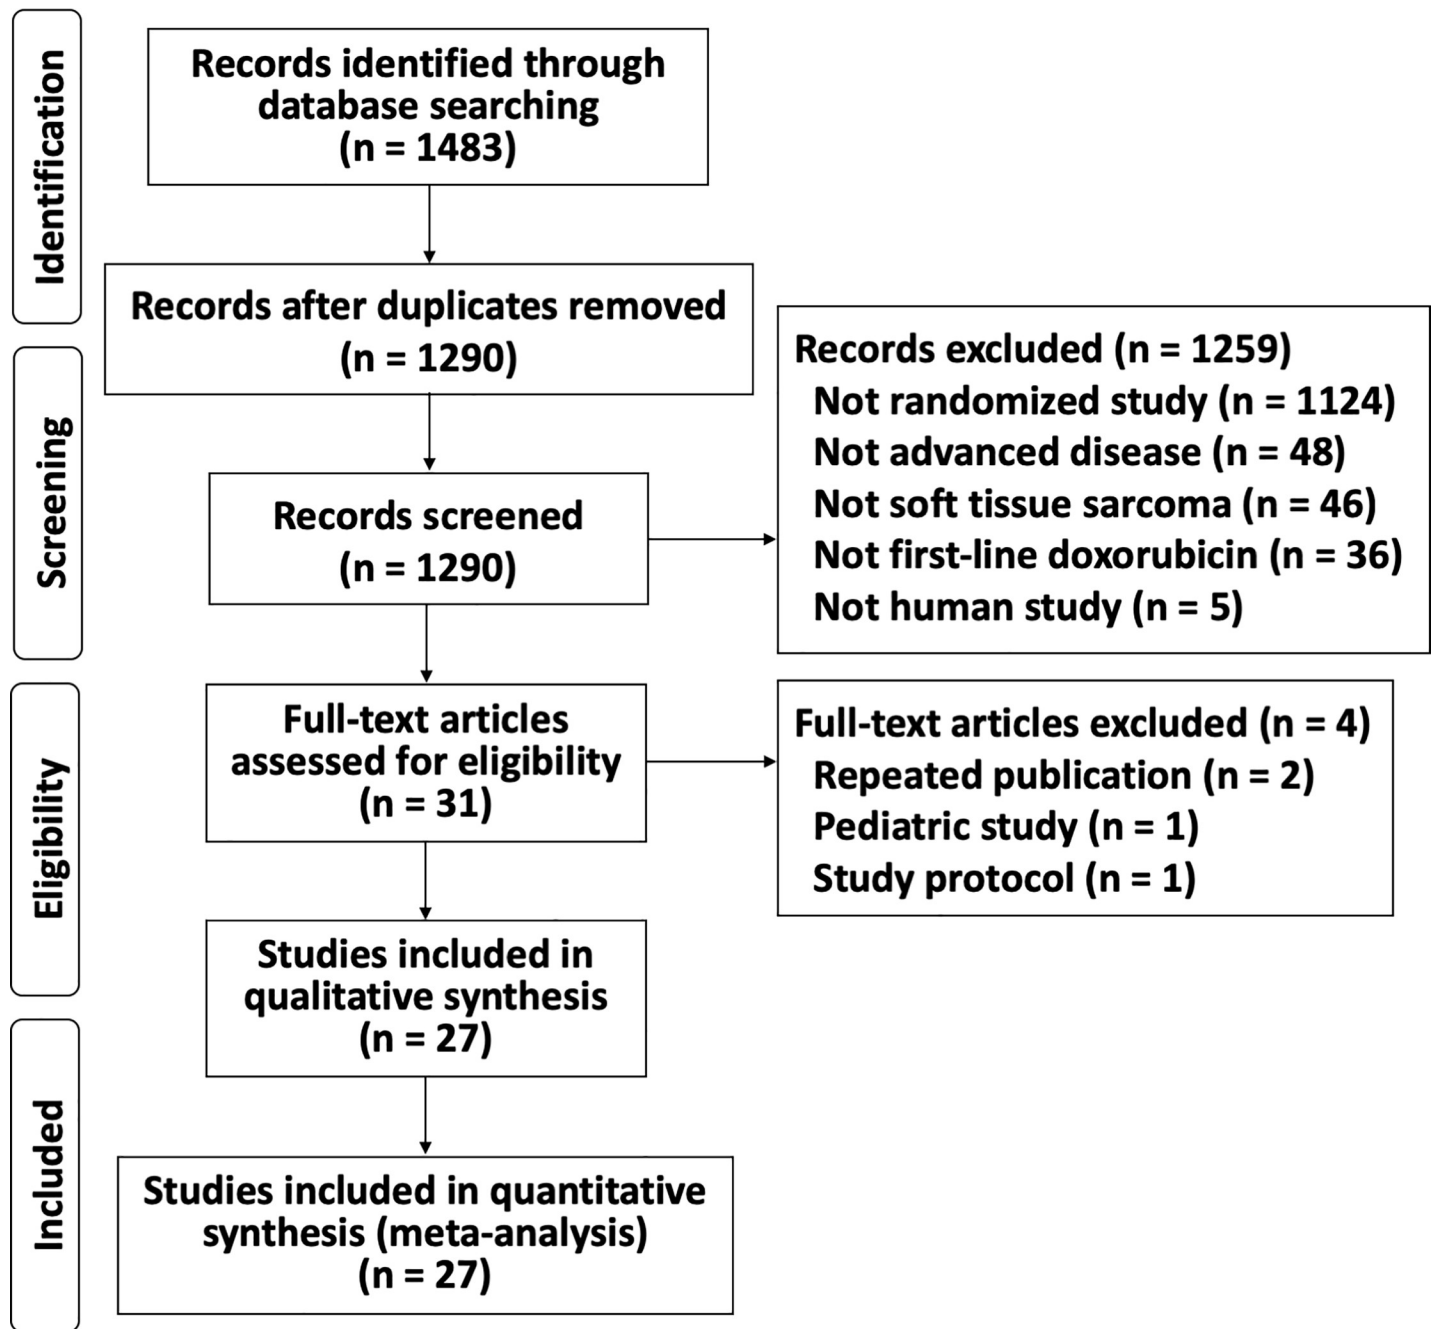 Identification
Records identified through
database searching
(n = 1483)
Records after duplicates removed
(n = 1290)
Screening
Records screened
(n = 1290)
Records excluded (n = 1259)
Not randomized study (n = 1124)
Not advanced disease (n = 48)
Not soft tissue sarcoma (n = 46)
Not first-line doxorubicin (n = 36)
Not human study (n = 5)
Eligibility
Full-text articles
assessed for eligibility
(n = 31)
Full-text articles excluded (n = 4)
Repeated publication (n = 2)
Pediatric study (n = 1)
Study protocol (n = 1)
Studies included in
qualitative synthesis
(n = 27)
Included
Studies included in quantitative
synthesis (meta-analysis)
(n = 27)